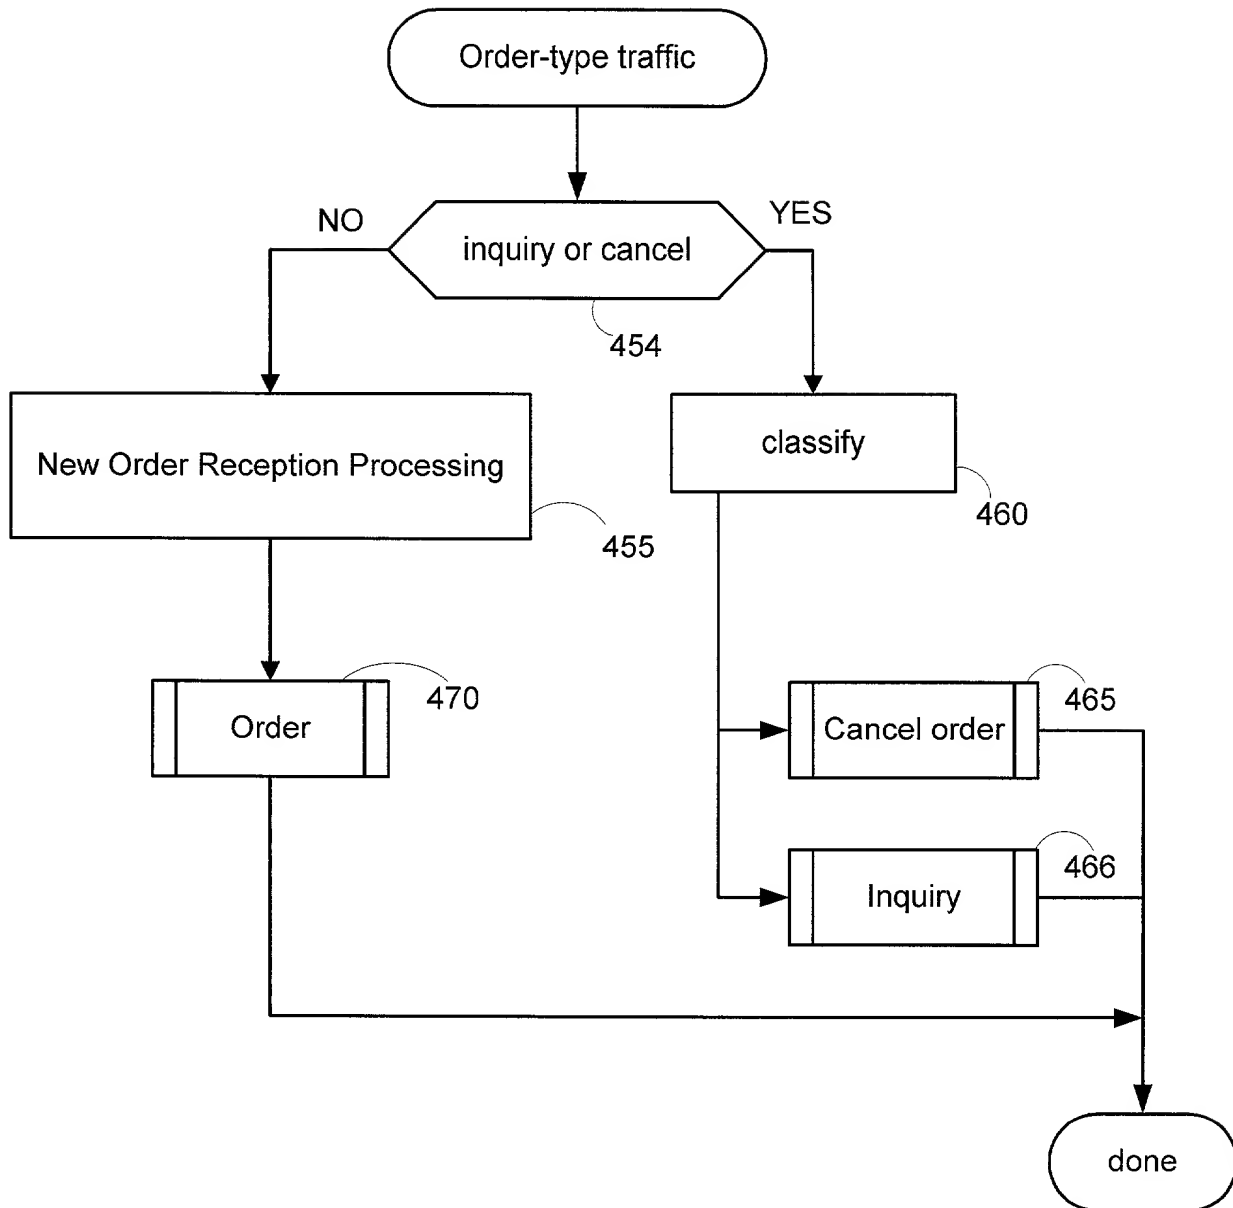 Order-type traffic
NO
YES
inquiry or cancel
454
New Order Reception Processing
455
classify
460
Order
470
Cancel order
465
Inquiry
466
done